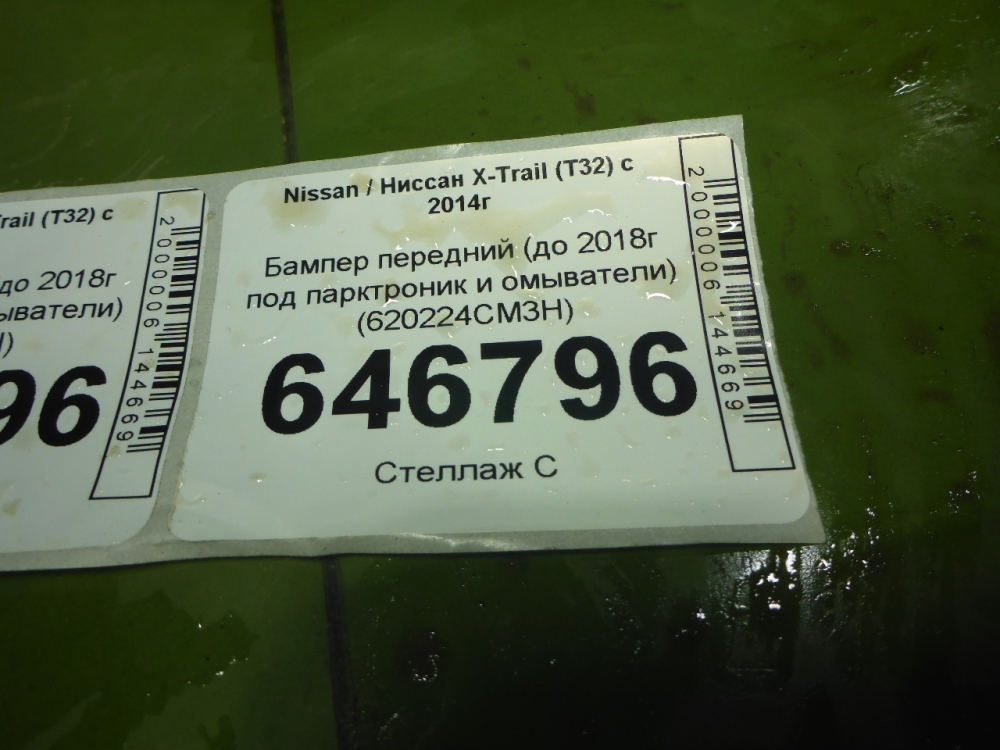 Trail (T32) с
до 2018г
ыватели)
)
96
2000006144669
Nissan / Ниссан X-Trail (T32) с
2014г
Бампер передний (до 2018г
под парктроник и омыватели)
(620224CM3H)
646796
Стеллаж С
2000006144669